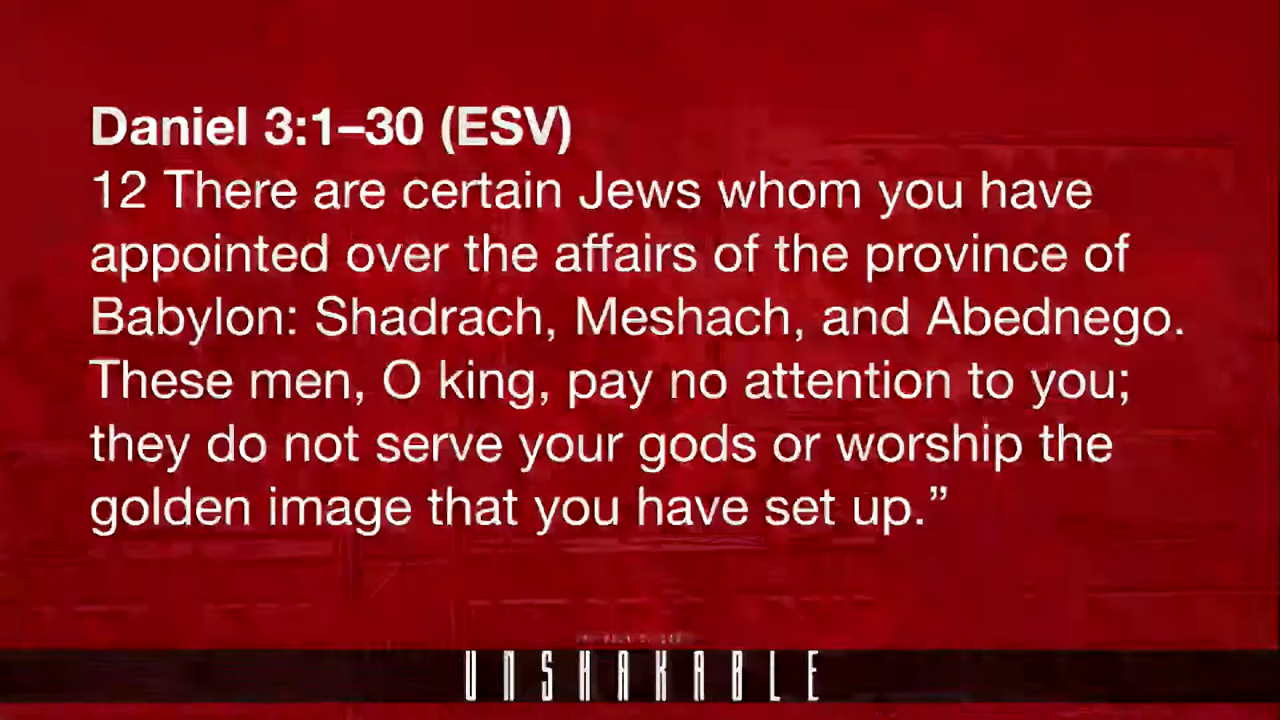 Daniel 3:1–30 (ESV)
12 There are certain Jews whom you have
appointed over the affairs of the province of
Babylon: Shadrach, Meshach, and Abednego.
These men, O king, pay no attention to you;
they do not serve your gods or worship the
golden image that you have set up.”
UNSHAKABLE